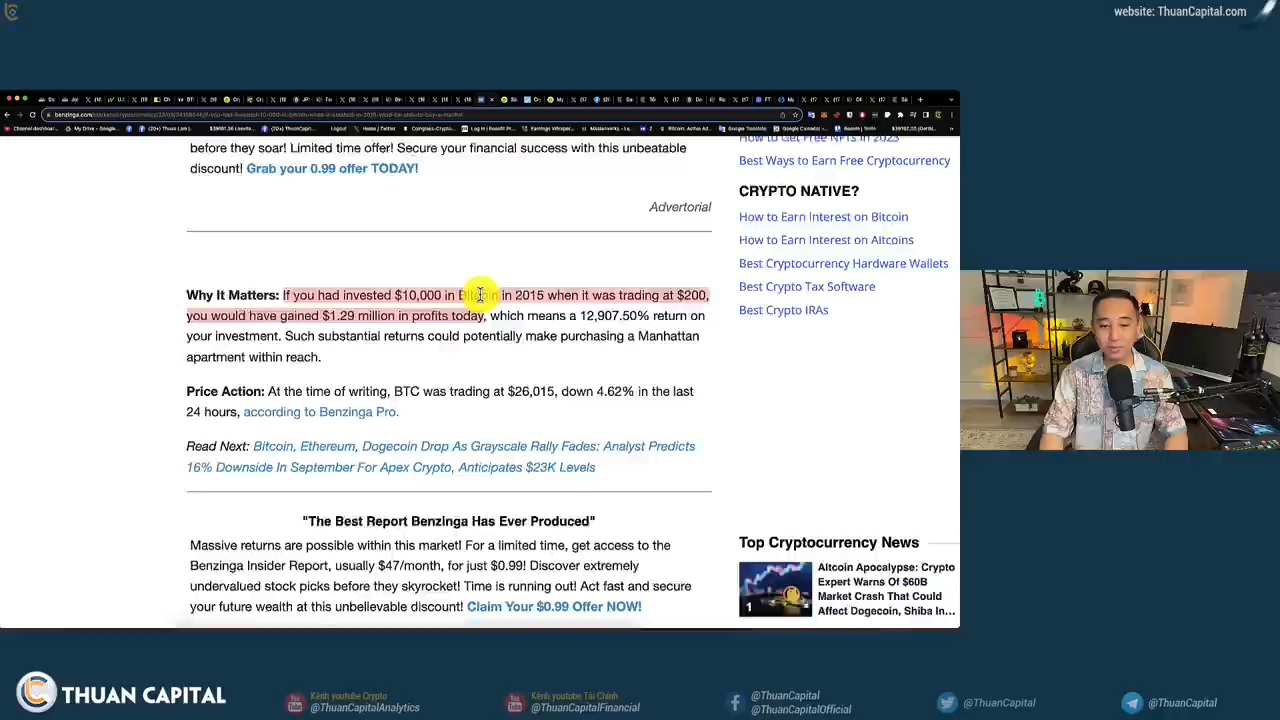 website: ThuanCapital.com
before they soar! Limited time offer! Secure your financial success with this unbeatable
discount! Grab your 0.99 offer TODAY!
Advertorial
Why It Matters: If you had invested $10,000 in Bitcoin in 2015 when it was trading at $200,
you would have gained $1.29 million in profits today, which means a 12,907.50% return on
your investment. Such substantial returns could potentially make purchasing a Manhattan
apartment within reach.
Price Action: At the time of writing, BTC was trading at $26,015, down 4.62% in the last
24 hours, according to Benzinga Pro.
Read Next: Bitcoin, Ethereum, Dogecoin Drop As Grayscale Rally Fades: Analyst Predicts
16% Downside In September For Apex Crypto, Anticipates $23K Levels
"The Best Report Benzinga Has Ever Produced"
Massive returns are possible within this market! For a limited time, get access to the
Benzinga Insider Report, usually $47/month, for just $0.99! Discover extremely
undervalued stock picks before they skyrocket! Time is running out! Act fast and secure
your future wealth at this unbelievable discount! Claim Your $0.99 Offer NOW!
How to Get Free NFTs in 2023
Best Ways to Earn Free Cryptocurrency
CRYPTO NATIVE?
How to Earn Interest on Bitcoin
How to Earn Interest on Altcoins
Best Cryptocurrency Hardware Wallets
Best Crypto Tax Software
Best Crypto IRAs
Top Cryptocurrency News
1
Altcoin Apocalypse: Crypto
Expert Warns Of $60B
Market Crash That Could
Affect Dogecoin, Shiba In...
THUAN CAPITAL
Kênh youtube Crypto
@ThuanCapitalAnalytics
Kênh youtube Tài Chính
@ThuanCapitalFinancial
@ThuanCapital
@ThuanCapitalOfficial
@ThuanCapital
@ThuanCapital